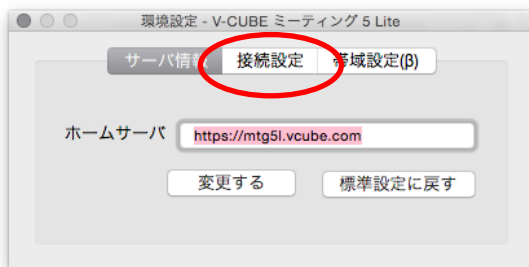 環境設定 - V-CUBE ミーティング 5 Lite
サーバ情報 接続設定 帯域設定(β)
ホームサーバ https://mtg5l.vcube.com
変更する 標準設定に戻す